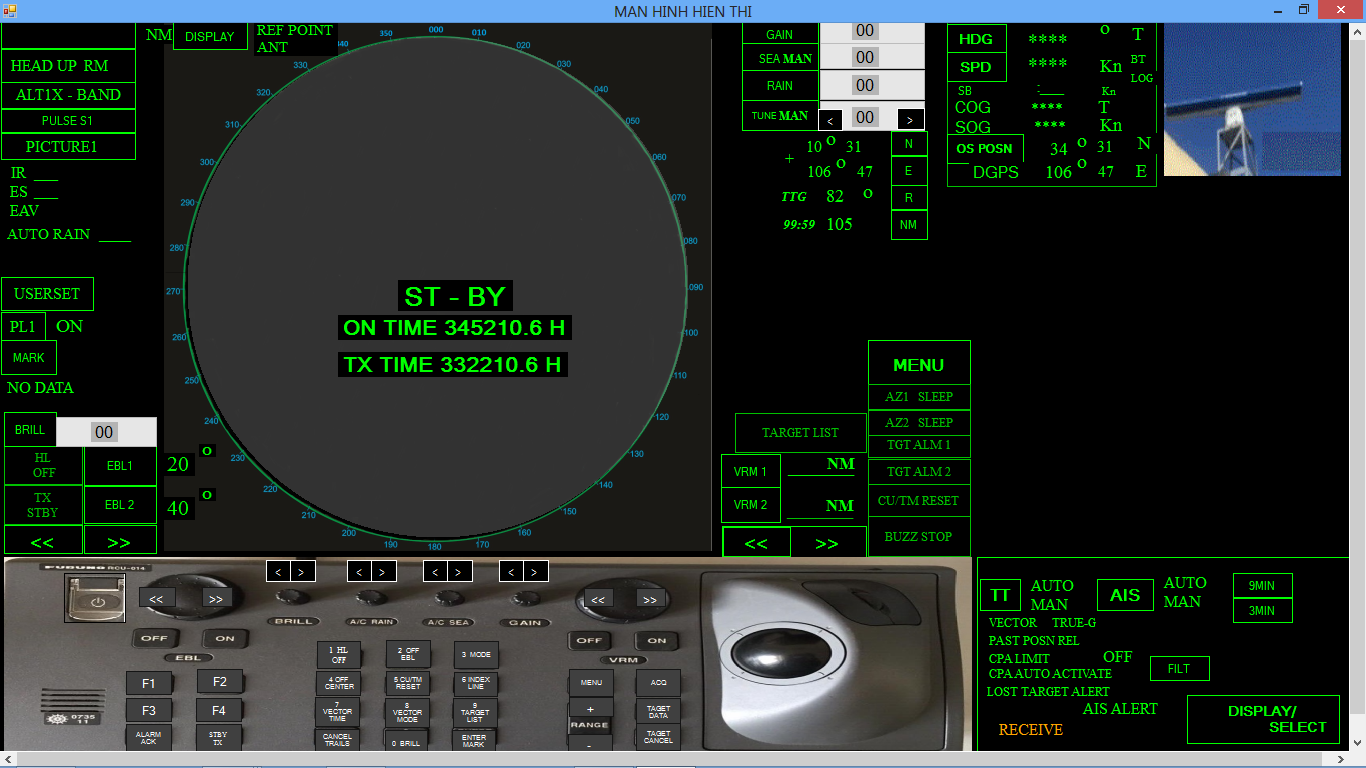 MAN HINH HIEN THI
NM
DISPLAY
REF POINT
ANT
HEAD UP RM
ALT1X - BAND
PULSE S1
PICTURE1
IR ___
ES ___
EAV
AUTO RAIN ____
USERSET
PL1 ON
MARK
NO DATA
BRILL 00
HL
OFF
EBL1
20 o
TX
STBY
EBL 2
40 o
<< >>
000
010
020
030
040
050
060
070
080
090
100
110
120
130
140
150
160
170
180
190
200
210
220
230
240
250
260
270
280
290
300
310
320
330
340
350
ST - BY
ON TIME 345210.6 H
TX TIME 332210.6 H
GAIN 00
SEA MAN 00
RAIN 00
TUNE MAN < 00 >
+ 10 o 31 N
106 o 47 E
TTG 82 o R
99:59 105 NM
HDG **** o T
SPD **** Kn BT
LOG
SB :___ Kn
COG **** T
SOG **** Kn
OS POSN 34 o 31 N
DGPS 106 o 47 E
MENU
AZ1 SLEEP
AZ2 SLEEP
TGT ALM 1
TGT ALM 2
CU/TM RESET
BUZZ STOP
TARGET LIST
VRM 1 NM
VRM 2 NM
<< >>
FURUNO RCU-014
<< >>
< > < > < > < >
<< >>
BRILL A/C RAIN A/C SEA GAIN
OFF ON
EBL
OFF ON
VRM
F1 F2
F3 F4
ALARM
ACK
STBY
TX
0735
11
1 HL
OFF
2 OFF
EBL
3 MODE
4 OFF
CENTER
5 CU/TM
RESET
6 INDEX
LINE
7
VECTOR
TIME
8
VECTOR
MODE
9
TARGET
LIST
CANCEL
TRAILS
0 BRILL
ENTER
MARK
MENU
ACQ
+
RANGE
-
TAGET
DATA
TAGET
CANCEL
TT AUTO
MAN
AIS AUTO
MAN
9MIN
3MIN
VECTOR TRUE-G
PAST POSN REL
CPA LIMIT OFF
CPA AUTO ACTIVATE
FILT
LOST TARGET ALERT
AIS ALERT
RECEIVE
DISPLAY/
SELECT